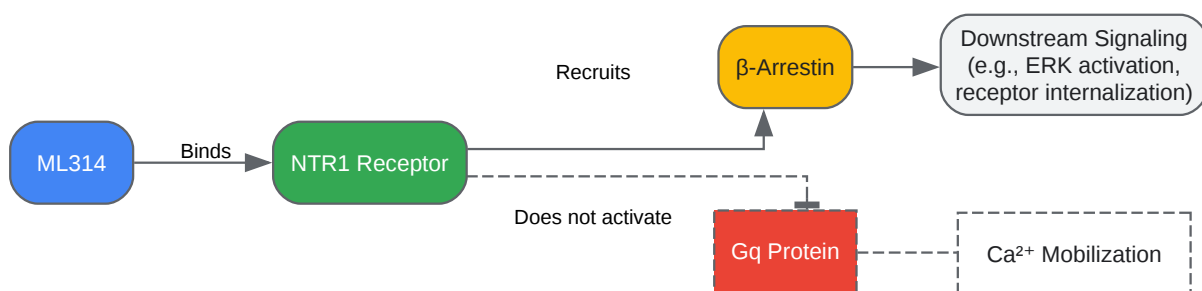 ML314
Binds
NTR1 Receptor
Recruits
β-Arrestin
Downstream Signaling
(e.g., ERK activation,
receptor internalization)
Does not activate
Gq Protein
Ca²⁺ Mobilization